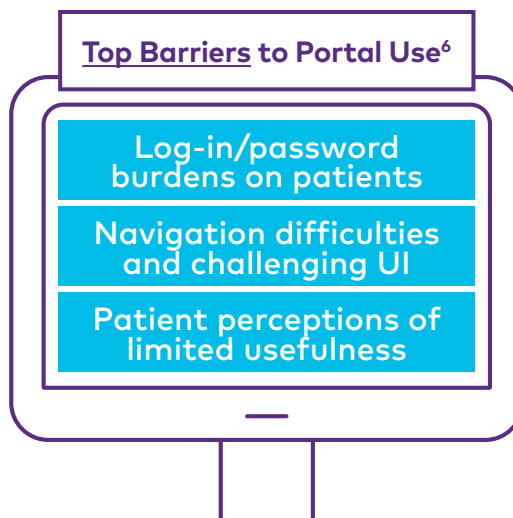 Top Barriers to Portal Use⁶
Log-in/password
burdens on patients
Navigation difficulties
and challenging UI
Patient perceptions of
limited usefulness